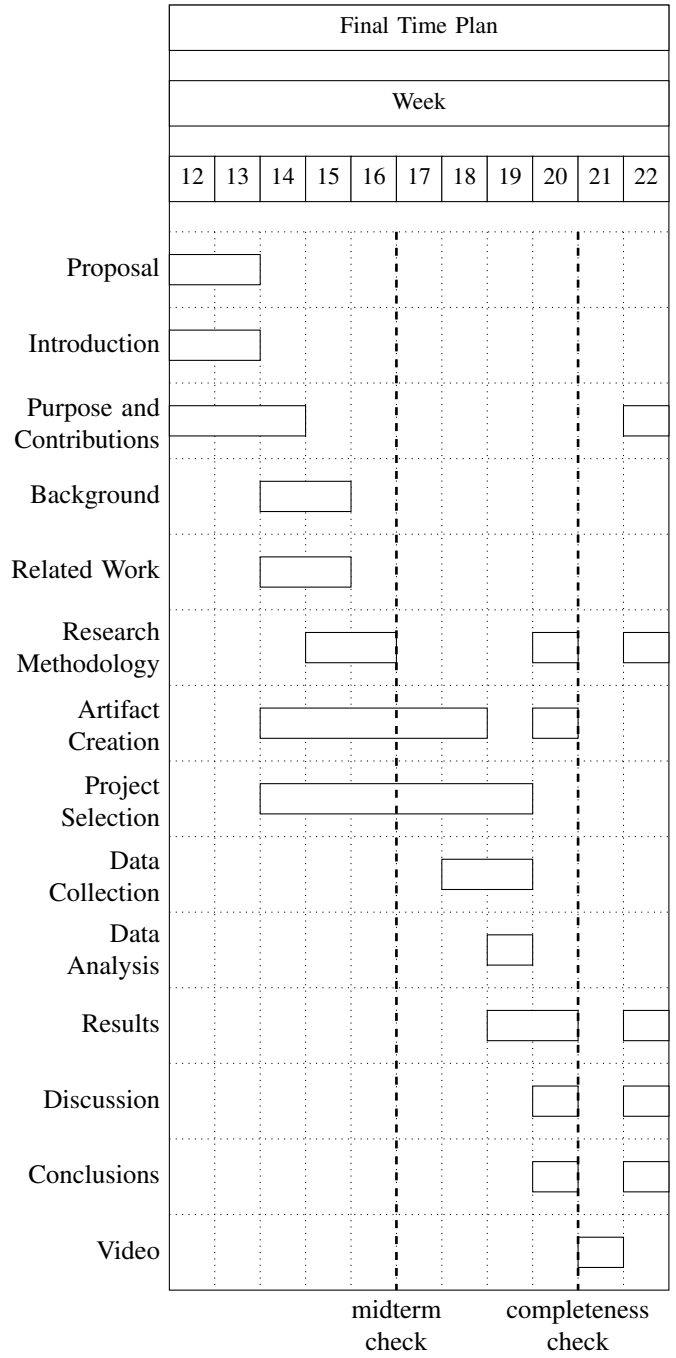 Final Time Plan
Week
12 13 14 15 16 17 18 19 20 21 22
Proposal
Introduction
Purpose and
Contributions
Background
Related Work
Research
Methodology
Artifact
Creation
Project
Selection
Data
Collection
Data
Analysis
Results
Discussion
Conclusions
Video
midterm
check
completeness
check